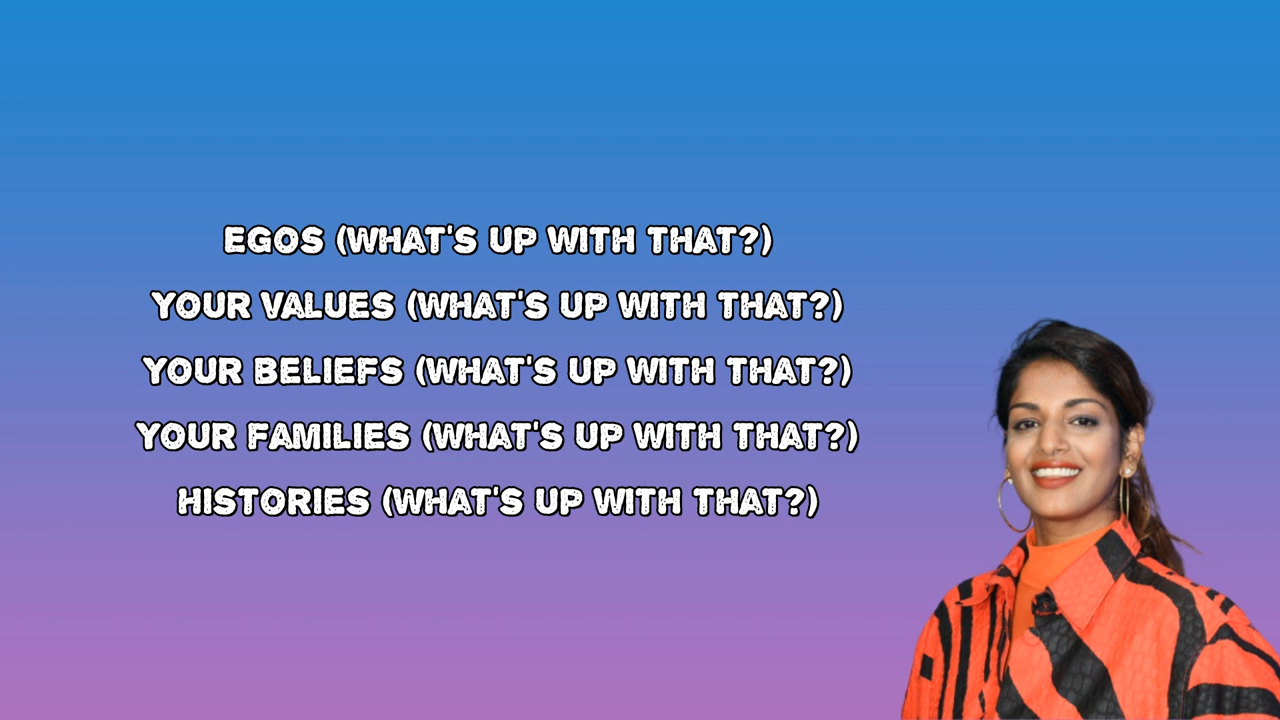 EGOS (WHAT'S UP WITH THAT?)
YOUR VALUES (WHAT'S UP WITH THAT?)
YOUR BELIEFS (WHAT'S UP WITH THAT?)
YOUR FAMILIES (WHAT'S UP WITH THAT?)
HISTORIES (WHAT'S UP WITH THAT?)